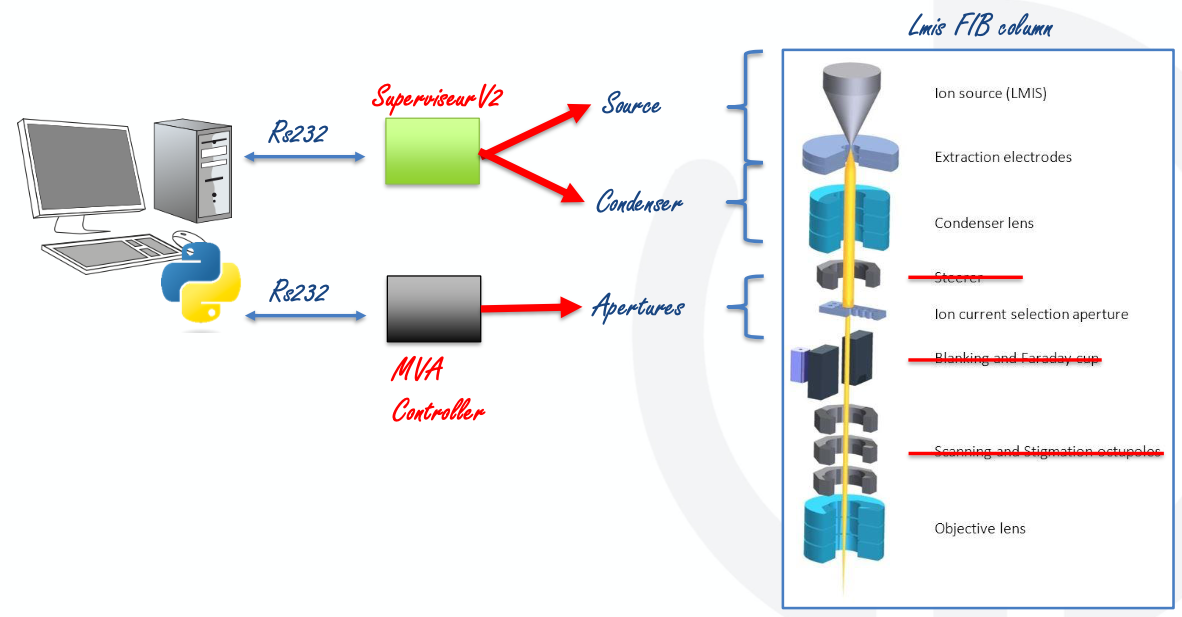 Lmis FIB column
SuperviseurV2
Rs232
Source
Condenser
Rs232
Apertures
MVA
Controller
Ion source (LMIS)
Extraction electrodes
Condenser lens
Steerer
Ion current selection aperture
Blanking and Faraday cup
Scanning and Stigmation octupoles
Objective lens